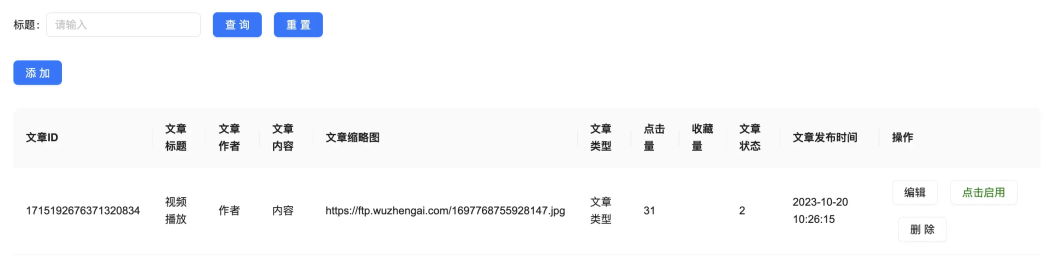 标题： 请输入 查 询 重 置
添 加
文章ID 文章标题 文章作者 文章内容 文章缩略图 文章类型 点击量 收藏量 文章状态 文章发布时间 操作
1715192676371320834 视频播放 作者 内容 https://ftp.wuzhengai.com/1697768755928147.jpg 文章类型 31 2 2023-10-20 10:26:15 编辑 点击启用
删 除